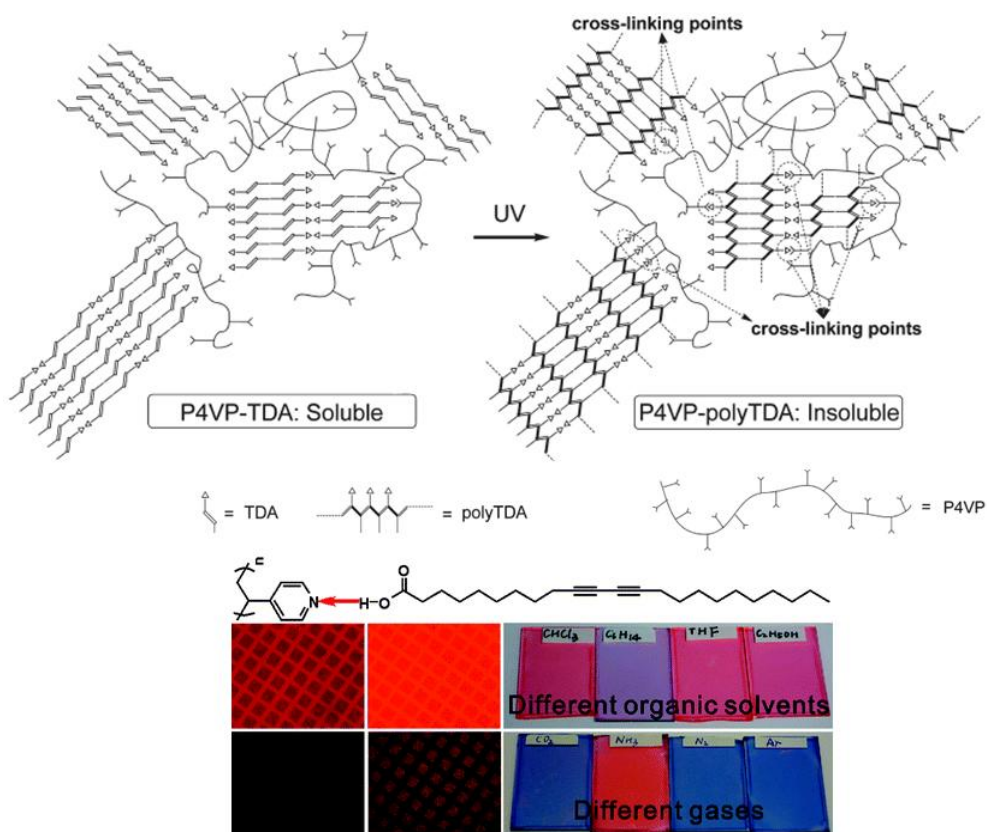 cross-linking points
UV
cross-linking points
P4VP-TDA: Soluble
P4VP-polyTDA: Insoluble
= TDA
= polyTDA
= P4VP
n
O
N H-O
CHCl3 C6H14 THF C2H5OH
Different organic solvents
CO2 NH3 N2 Ar
Different gases